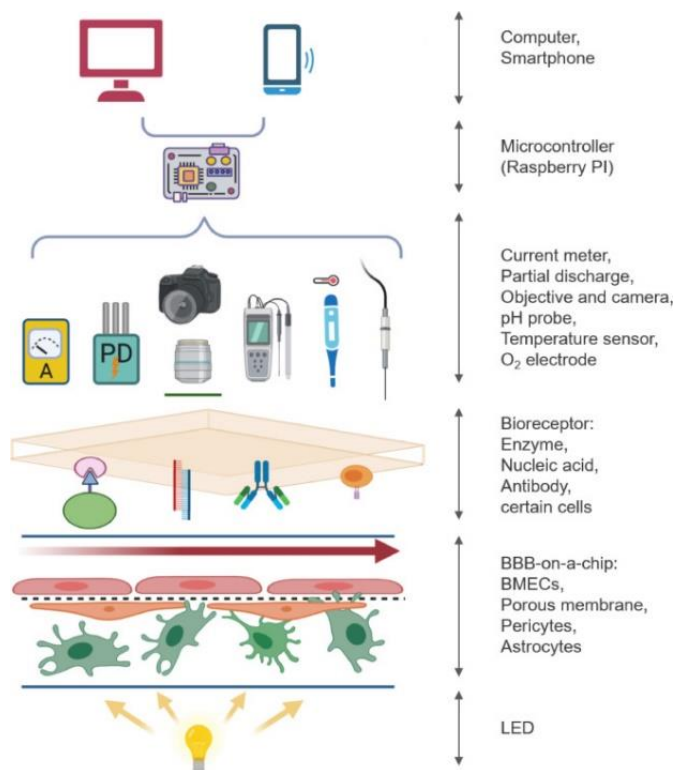 Computer,
Smartphone
Microcontroller
(Raspberry PI)
Current meter,
Partial discharge,
Objective and camera,
pH probe,
Temperature sensor,
O₂ electrode
A
PD
Bioreceptor:
Enzyme,
Nucleic acid,
Antibody,
certain cells
BBB-on-a-chip:
BMECs,
Porous membrane,
Pericytes,
Astrocytes
LED